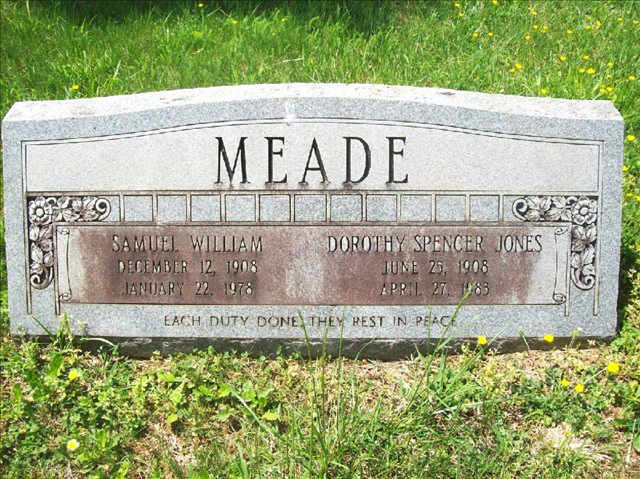 MEADE
SAMUEL WILLIAM
DECEMBER 12, 1908
JANUARY 22, 1978
DOROTHY SPENCER JONES
JUNE 25, 1908
APRIL 27, 1983
EACH DUTY DONE, THEY REST IN PEACE